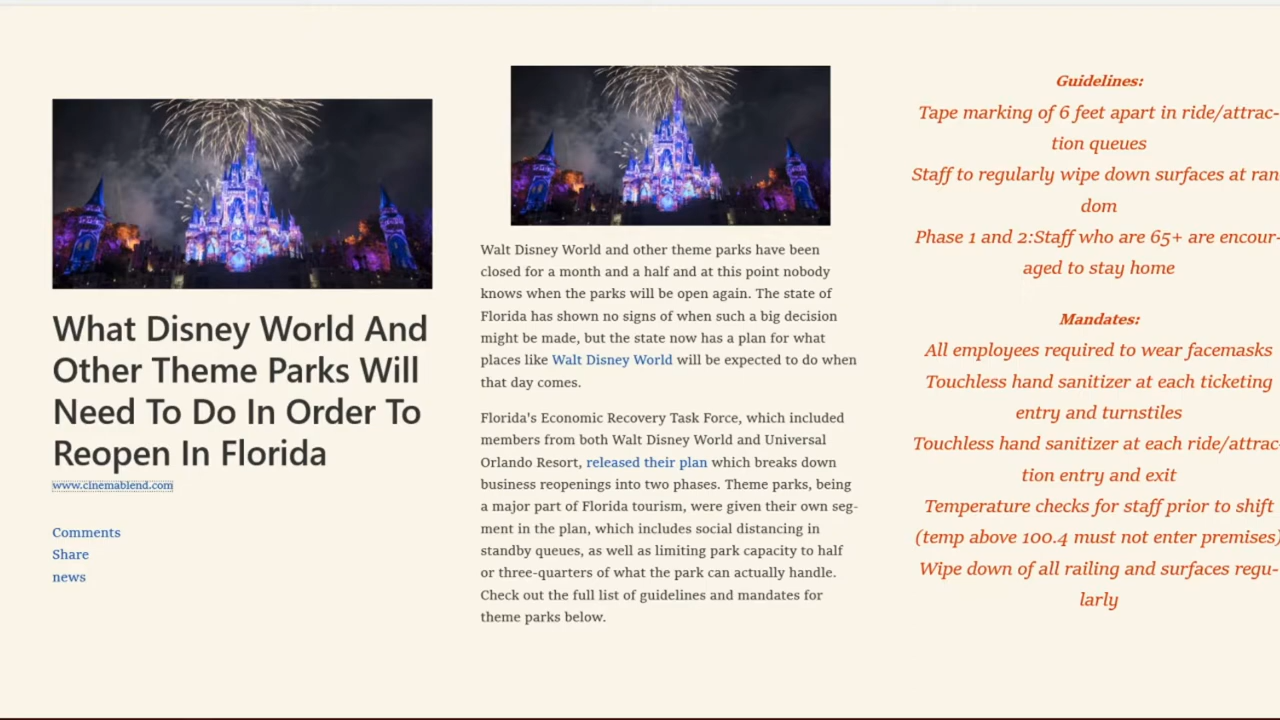 What Disney World And
Other Theme Parks Will
Need To Do In Order To
Reopen In Florida
www.cinemablend.com
Comments
Share
news
Walt Disney World and other theme parks have been
closed for a month and a half and at this point nobody
knows when the parks will be open again. The state of
Florida has shown no signs of when such a big decision
might be made, but the state now has a plan for what
places like Walt Disney World will be expected to do when
that day comes.
Florida's Economic Recovery Task Force, which included
members from both Walt Disney World and Universal
Orlando Resort, released their plan which breaks down
business reopenings into two phases. Theme parks, being
a major part of Florida tourism, were given their own seg-
ment in the plan, which includes social distancing in
standby queues, as well as limiting park capacity to half
or three-quarters of what the park can actually handle.
Check out the full list of guidelines and mandates for
theme parks below.
Guidelines:
Tape marking of 6 feet apart in ride/attrac-
tion queues
Staff to regularly wipe down surfaces at ran
dom
Phase 1 and 2:Staff who are 65+ are encour-
aged to stay home
Mandates:
All employees required to wear facemasks
Touchless hand sanitizer at each ticketing
entry and turnstiles
Touchless hand sanitizer at each ride/attrac-
tion entry and exit
Temperature checks for staff prior to shift
(temp above 100.4 must not enter premises)
Wipe down of all railing and surfaces regu-
larly